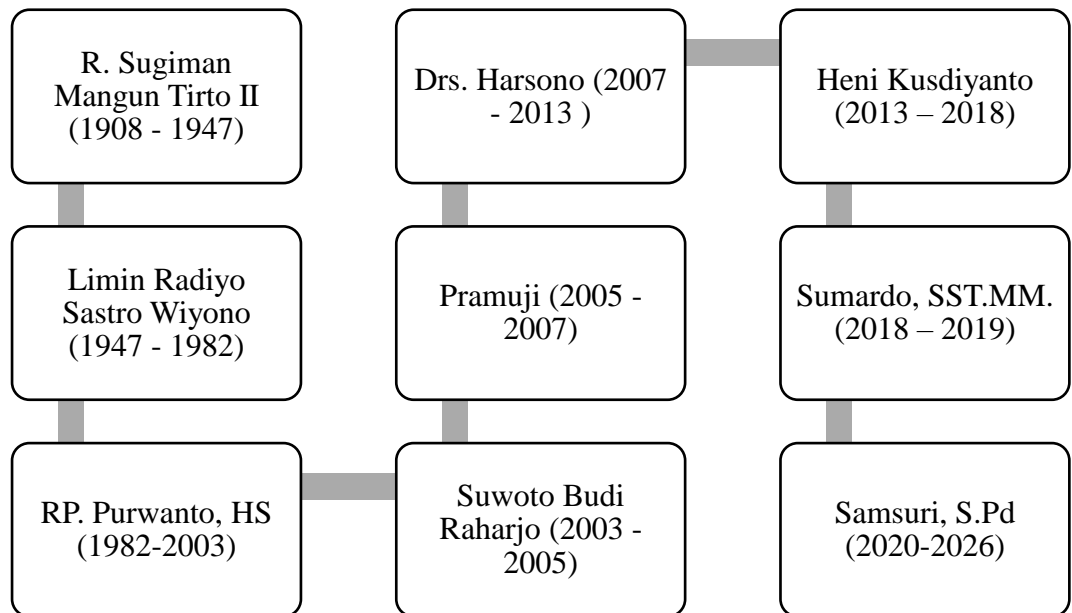 R. Sugiman
Mangun Tirto II
(1908 - 1947)
Limin Radiyo
Sastro Wiyono
(1947 - 1982)
RP. Purwanto, HS
(1982-2003)
Suwoto Budi
Raharjo (2003 -
2005)
Pramuji (2005 -
2007)
Drs. Harsono (2007
- 2013 )
Heni Kusdiyanto
(2013 – 2018)
Sumardo, SST.MM.
(2018 – 2019)
Samsuri, S.Pd
(2020-2026)